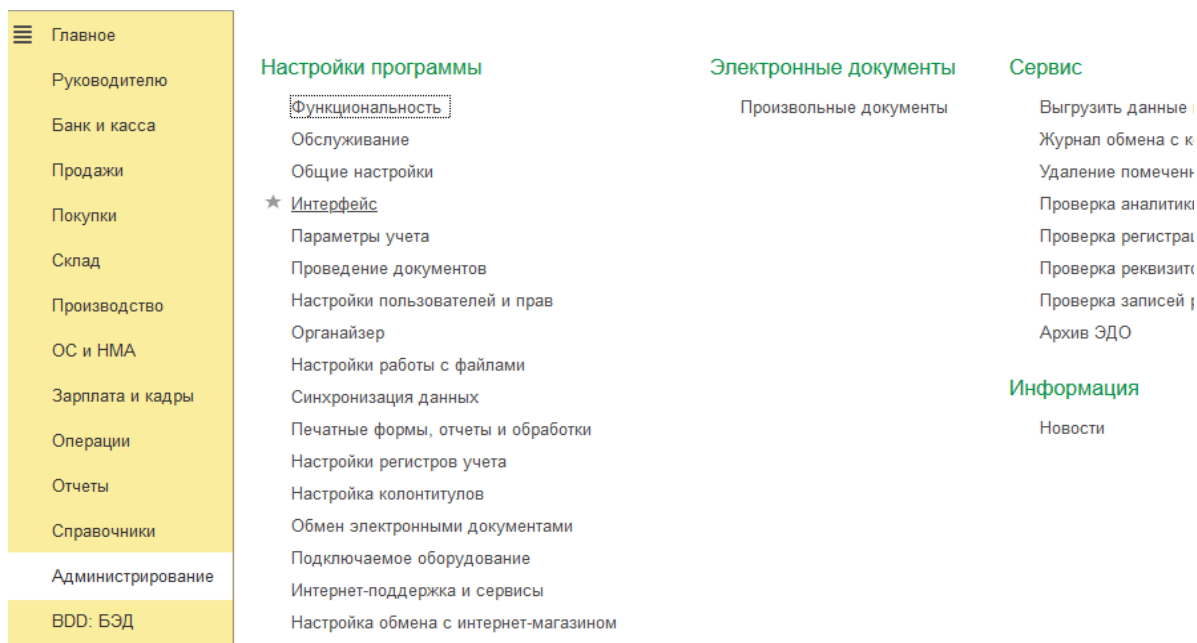 Главное
Руководителю
Банк и касса
Продажи
Покупки
Склад
Производство
ОС и НМА
Зарплата и кадры
Операции
Отчеты
Справочники
Администрирование
BDD: БЭД
Настройки программы
Функциональность
Обслуживание
Общие настройки
Интерфейс
Параметры учета
Проведение документов
Настройки пользователей и прав
Органайзер
Настройки работы с файлами
Синхронизация данных
Печатные формы, отчеты и обработки
Настройки регистров учета
Настройка колонтитулов
Обмен электронными документами
Подключаемое оборудование
Интернет-поддержка и сервисы
Настройка обмена с интернет-магазином
Электронные документы
Произвольные документы
Сервис
Выгрузить данные
Журнал обмена с
Удаление
Проверка
Проверка
Проверка
Проверка записей
Архив ЭДО
Информация
Новости